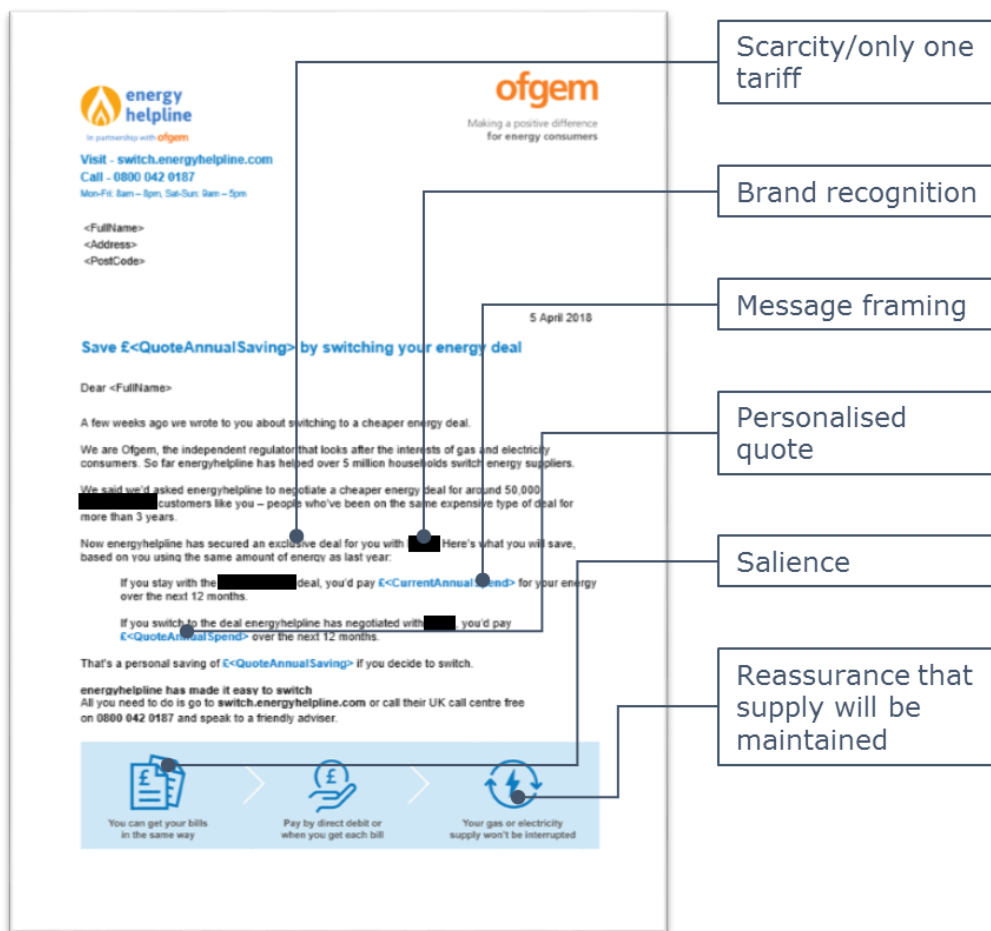 energy
helpline
In partnership with ofgem
Visit - switch.energyhelpline.com
Call - 0800 042 0187
Mon-Fri: 8am – 8pm, Sat-Sun: 9am – 5pm
ofgem
Making a positive difference
for energy consumers
<FullName>
<Address>
<PostCode>
5 April 2018
Save £<QuoteAnnualSaving> by switching your energy deal
Dear <FullName>
A few weeks ago we wrote to you about switching to a cheaper energy deal.
We are Ofgem, the independent regulator that looks after the interests of gas and electricity
consumers. So far energyhelpline has helped over 5 million households switch energy suppliers.
We said we'd asked energyhelpline to negotiate a cheaper energy deal for around 50,000
customers like you – people who've been on the same expensive type of deal for
more than 3 years.
Now energyhelpline has secured an exclusive deal for you with Here's what you will save,
based on you using the same amount of energy as last year:
If you stay with the deal, you'd pay £<CurrentAnnualSpend> for your energy
over the next 12 months.
If you switch to the deal energyhelpline has negotiated with , you'd pay
£<QuoteAnnualSpend> over the next 12 months.
That's a personal saving of £<QuoteAnnualSaving> if you decide to switch.
energyhelpline has made it easy to switch
All you need to do is go to switch.energyhelpline.com or call their UK call centre free
on 0800 042 0187 and speak to a friendly adviser.
£
You can get your bills
in the same way
£
Pay by direct debit or
when you get each bill
Your gas or electricity
supply won't be interrupted
Scarcity/only one
tariff
Brand recognition
Message framing
Personalised
quote
Salience
Reassurance that
supply will be
maintained